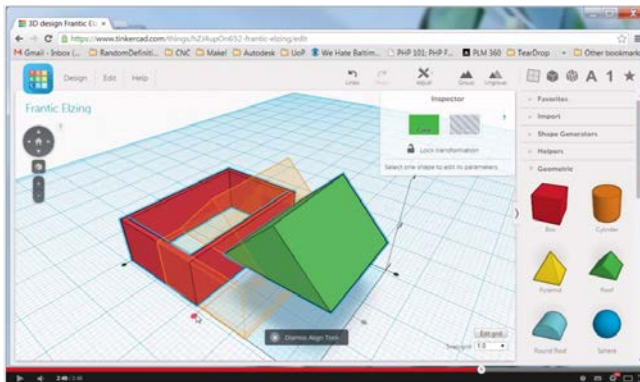 3D design Frantic Elzing
https://www.tinkercad.com/things/hZJ4upOn652-frantic-elzing/edit
Gmail - Inbox
RandomDefiniti...
CNC
Make!
Autodesk
UoP
We Hate Baltim...
PHP 101: PHP F...
PLM 360
TearDrop
Other bookmarks
Design
Edit
Help
Undo
Redo
Adjust
Group
Ungroup
A
1
Frantic Elzing
Inspector
Color
Lock transformation
Select one shape to edit its parameters
Favorites
Import
Shape Generators
Helpers
Geometric
Box
Cylinder
Pyramid
Roof
Round Roof
Sphere
Dismiss Align Tool
Edit grid
Snap grid
1.0